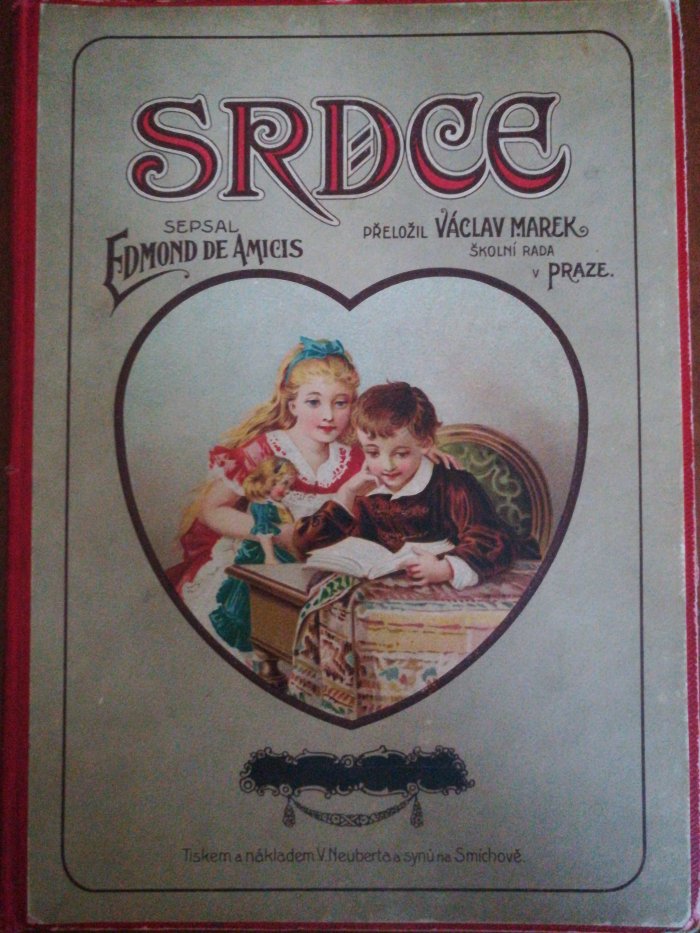 SRDCE
SEPSAL
EDMOND DE AMICIS
PŘELOŽIL VÁCLAV MAREK
ŠKOLNÍ RADA
V PRAZE.
Tiskem a nákladem V. Neuberta a synů na Smíchově.